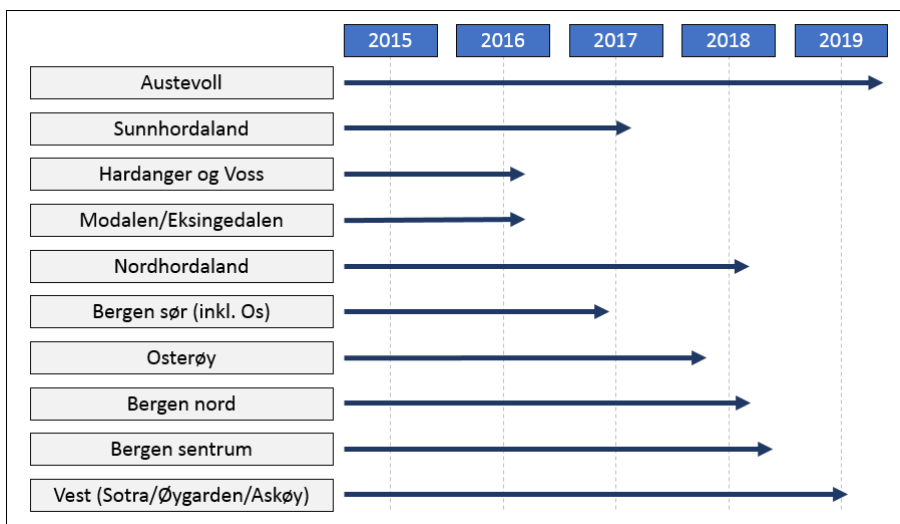 2015 2016 2017 2018 2019
Austevoll
Sunnhordaland
Hardanger og Voss
Modalen/Eksingedalen
Nordhordaland
Bergen sør (inkl. Os)
Osterøy
Bergen nord
Bergen sentrum
Vest (Sotra/Øygarden/Askøy)